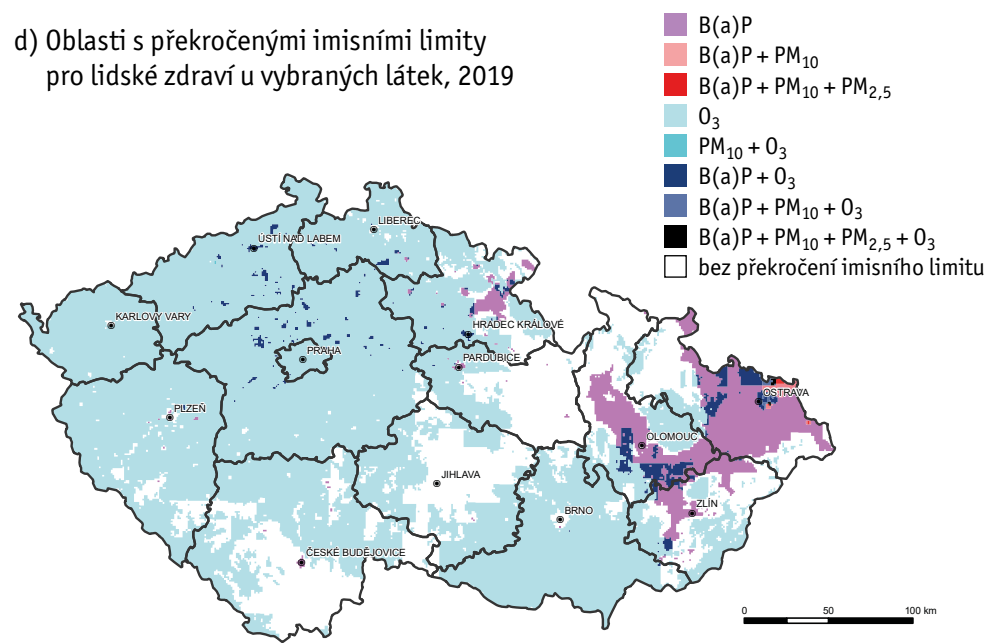 d) Oblasti s překročenými imisními limity
pro lidské zdraví u vybraných látek, 2019
B(a)P
B(a)P + PM₁₀
B(a)P + PM₁₀ + PM₂,₅
O₃
PM₁₀ + O₃
B(a)P + O₃
B(a)P + PM₁₀ + O₃
B(a)P + PM₁₀ + PM₂,₅ + O₃
bez překročení imisního limitu
LIBEREC
ÚSTÍ NAD LABEM
KARLOVY VARY
HRADEC KRÁLOVÉ
PRAHA
PARDUBICE
PLZEŇ
OSTRAVA
OLOMOUC
JIHLAVA
BRNO
ZLÍN
ČESKÉ BUDĚJOVICE
0 50 100 km